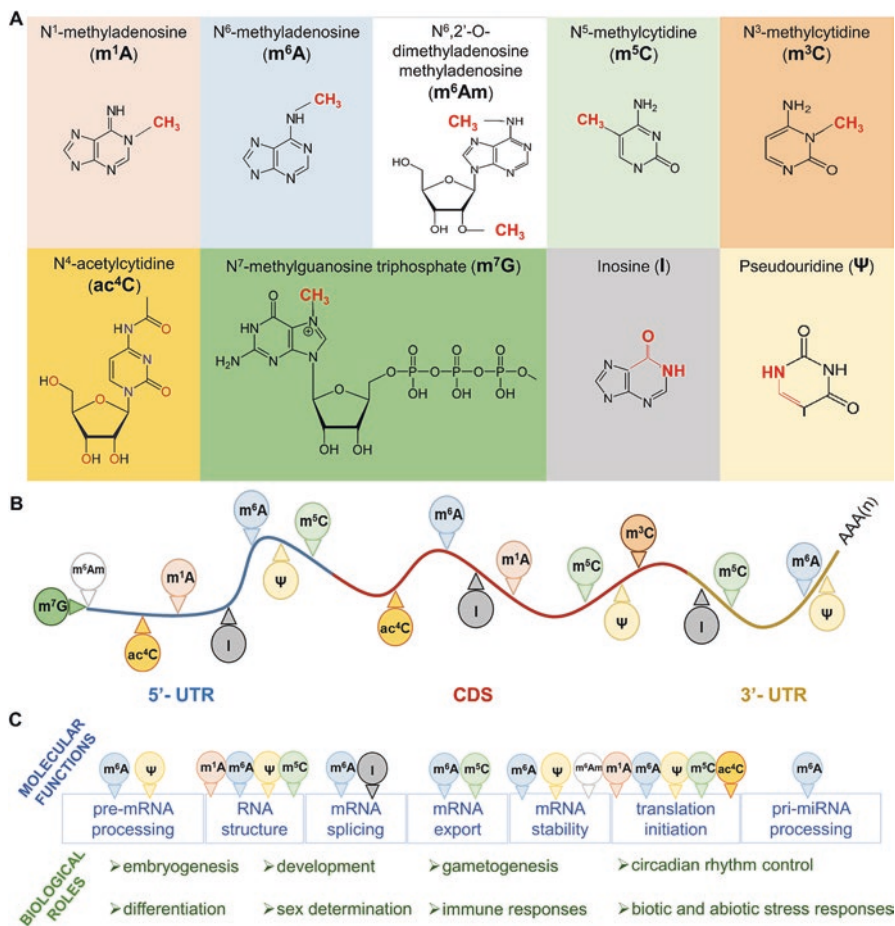 A
N¹-methyladenosine
(m¹A)
NH
N
CH₃
N
N
N
N⁶-methyladenosine
(m⁶A)
CH₃
NH
N
N
N
N
N⁶,2'-O-
dimethyladenosine
methyladenosine
(m⁶Am)
CH₃
NH
N
N
N
N
HO
O
OH
O
CH₃
N⁵-methylcytidine
(m⁵C)
NH₂
CH₃
N
N
O
N³-methylcytidine
(m³C)
NH₂
N
CH₃
N
O
N⁴-acetylcytidine
(ac⁴C)
NH
O
N
HO
N
O
O
OH
OH
N⁷-methylguanosine triphosphate (m⁷G)
CH₃
O
N
+
HN
H₂N
N
N
O
O
O
O
P
O
P
O
P
O
OH
OH
OH
O
OH
OH
Inosine (I)
O
N
NH
N
N
Pseudouridine (Ψ)
O
HN
NH
O
B
m⁷G
m⁶Am
ac⁴C
m¹A
I
m⁶A
Ψ
m⁵C
ac⁴C
m⁶A
I
m¹A
m⁵C
Ψ
m³C
I
m⁵C
m⁶A
Ψ
AAA(n)
5'- UTR
CDS
3'- UTR
C
MOLECULAR
FUNCTIONS
m⁶A Ψ
pre-mRNA
processing
m¹A m⁶A Ψ m⁵C
RNA
structure
m⁶A I
mRNA
splicing
m⁶A m⁵C
mRNA
export
m⁶A Ψ m⁶Am
mRNA
stability
m¹A m⁶A Ψ m⁵C ac⁴C
translation
initiation
m⁶A
pri-miRNA
processing
BIOLOGICAL
ROLES
➢embryogenesis
➢development
➢gametogenesis
➢circadian rhythm control
➢differentiation
➢sex determination
➢immune responses
➢biotic and abiotic stress responses